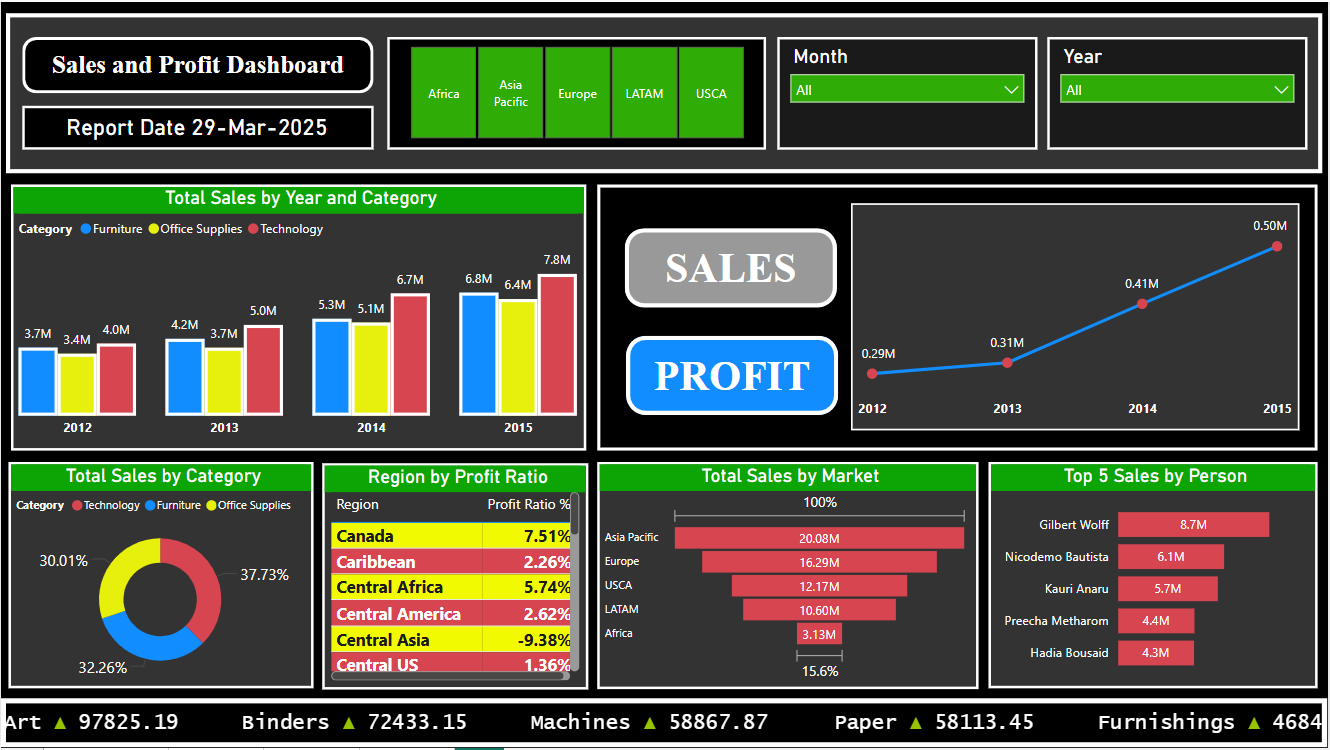 Sales and Profit Dashboard
Report Date 29-Mar-2025
Africa
Asia
Pacific
Europe
LATAM
USCA
Month
All
Year
All
Total Sales by Year and Category
Category Furniture Office Supplies Technology
3.7M 3.4M 4.0M
4.2M 3.7M 5.0M
5.3M 5.1M 6.7M
6.8M 6.4M 7.8M
2012 2013 2014 2015
SALES
PROFIT
0.29M 0.31M 0.41M 0.50M
2012 2013 2014 2015
Total Sales by Category
Category Technology Furniture Office Supplies
30.01%
37.73%
32.26%
Region by Profit Ratio
Region Profit Ratio %
Canada 7.51%
Caribbean 2.26%
Central Africa 5.74%
Central America 2.62%
Central Asia -9.38%
Central US 1.36%
Total Sales by Market
100%
Asia Pacific 20.08M
Europe 16.29M
USCA 12.17M
LATAM 10.60M
Africa 3.13M
15.6%
Top 5 Sales by Person
Gilbert Wolff 8.7M
Nicodemo Bautista 6.1M
Kauri Anaru 5.7M
Preecha Metharom 4.4M
Hadia Bousaid 4.3M
Art ▲ 97825.19 Binders ▲ 72433.15 Machines ▲ 58867.87 Paper ▲ 58113.45 Furnishings ▲ 4684